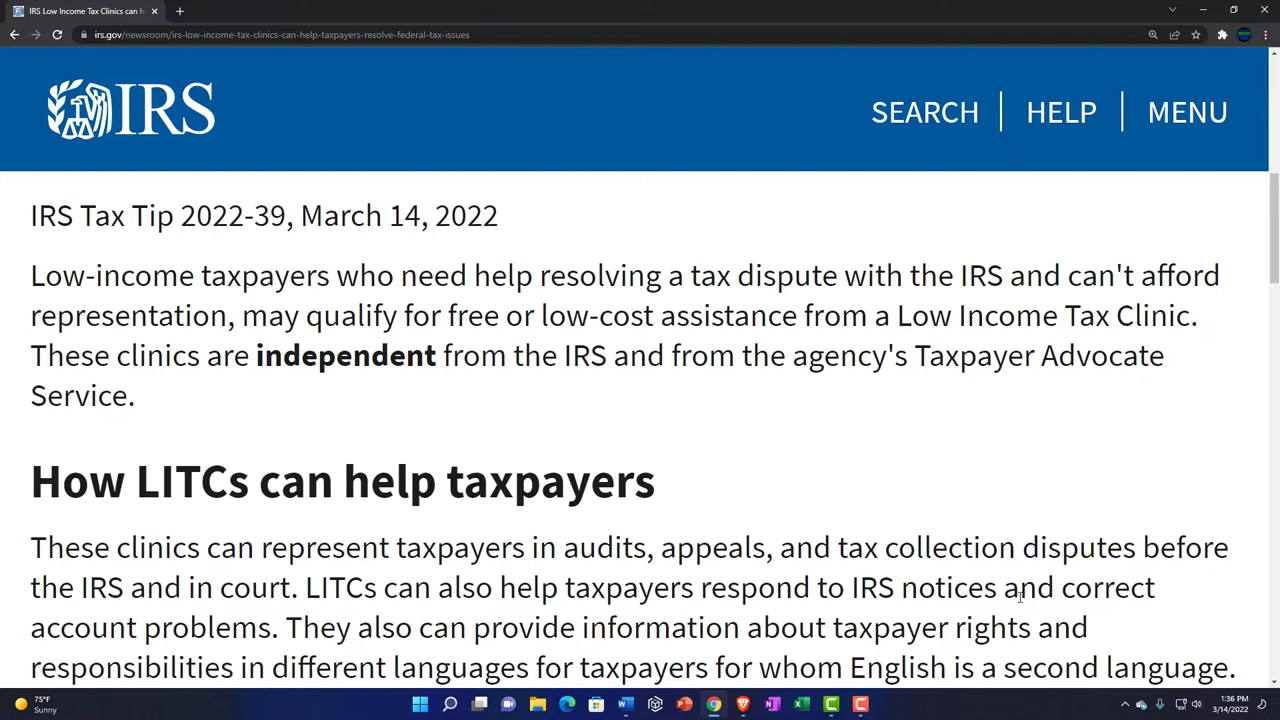 IRS Low Income Tax Clinics can h
irs.gov/newsroom/irs-low-income-tax-clinics-can-help-taxpayers-resolve-federal-tax-issues
IRS
SEARCH HELP MENU
IRS Tax Tip 2022-39, March 14, 2022
Low-income taxpayers who need help resolving a tax dispute with the IRS and can't afford
representation, may qualify for free or low-cost assistance from a Low Income Tax Clinic.
These clinics are independent from the IRS and from the agency's Taxpayer Advocate
Service.
How LITCs can help taxpayers
These clinics can represent taxpayers in audits, appeals, and tax collection disputes before
the IRS and in court. LITCs can also help taxpayers respond to IRS notices and correct
account problems. They also can provide information about taxpayer rights and
responsibilities in different languages for taxpayers for whom English is a second language.
75°F
Sunny
1:36 PM
3/14/2022